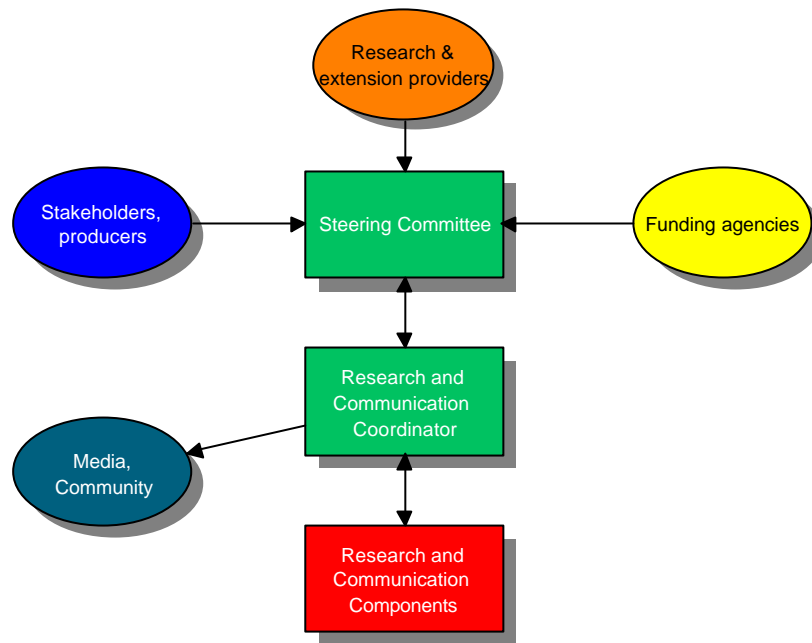 Research &
extension providers
Stakeholders,
producers
Steering Committee
Funding agencies
Research and
Communication
Coordinator
Media,
Community
Research and
Communication
Components